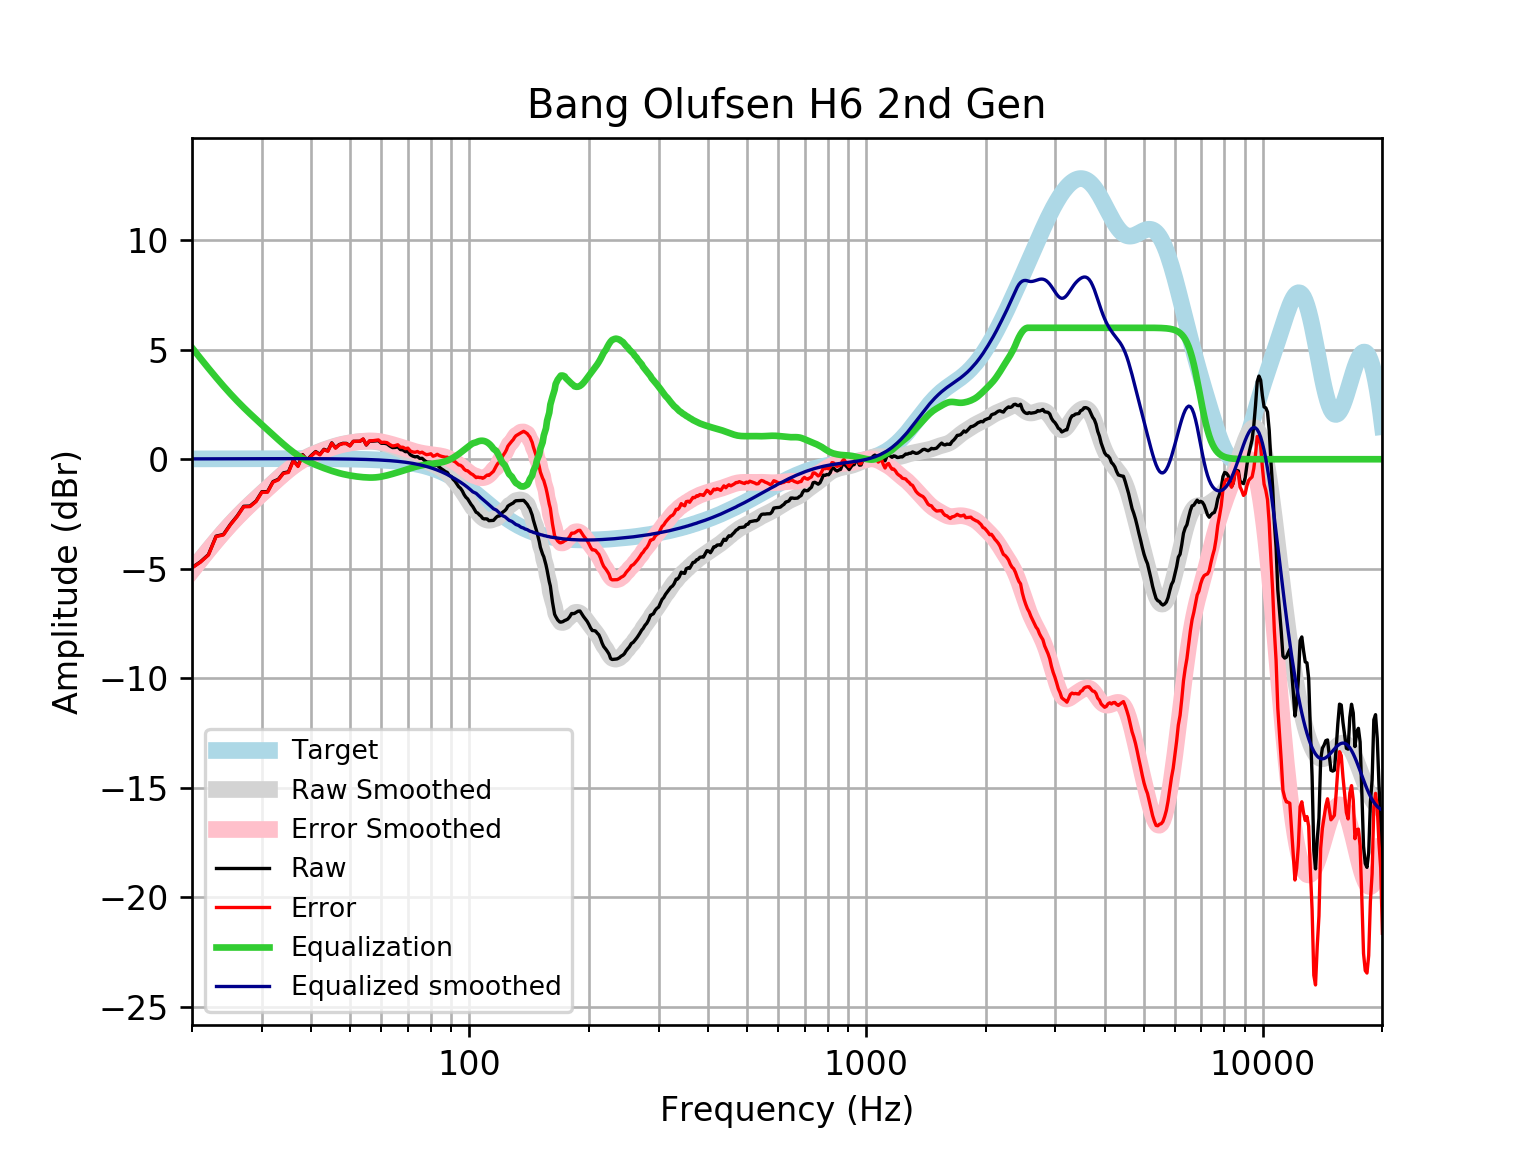 Bang Olufsen H6 2nd Gen
Amplitude (dBr)
10
5
0
−5
−10
−15
−20
−25
Target
Raw Smoothed
Error Smoothed
Raw
Error
Equalization
Equalized smoothed
100
1000
10000
Frequency (Hz)